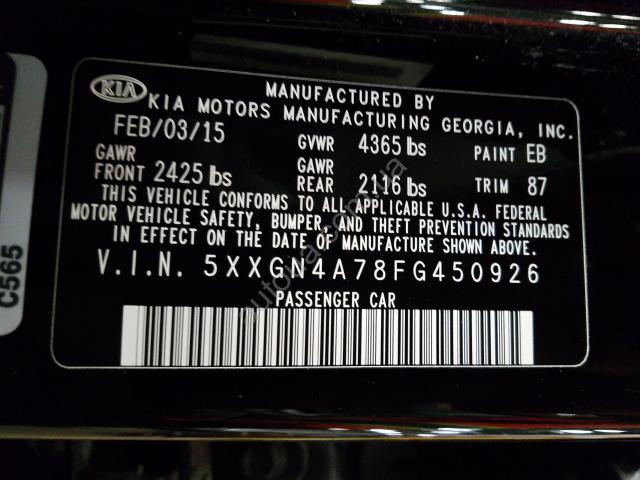 KIA
MANUFACTURED BY
KIA MOTORS MANUFACTURING GEORGIA, INC.
FEB/03/15 GVWR 4365 lbs PAINT EB
GAWR FRONT 2425 lbs GAWR REAR 2116 lbs TRIM 87
THIS VEHICLE CONFORMS TO ALL APPLICABLE U.S.A. FEDERAL
MOTOR VEHICLE SAFETY, BUMPER, AND THEFT PREVENTION STANDARDS
IN EFFECT ON THE DATE OF MANUFACTURE SHOWN ABOVE.
V.I.N. 5XXGN4A78FG450926
PASSENGER CAR
C565